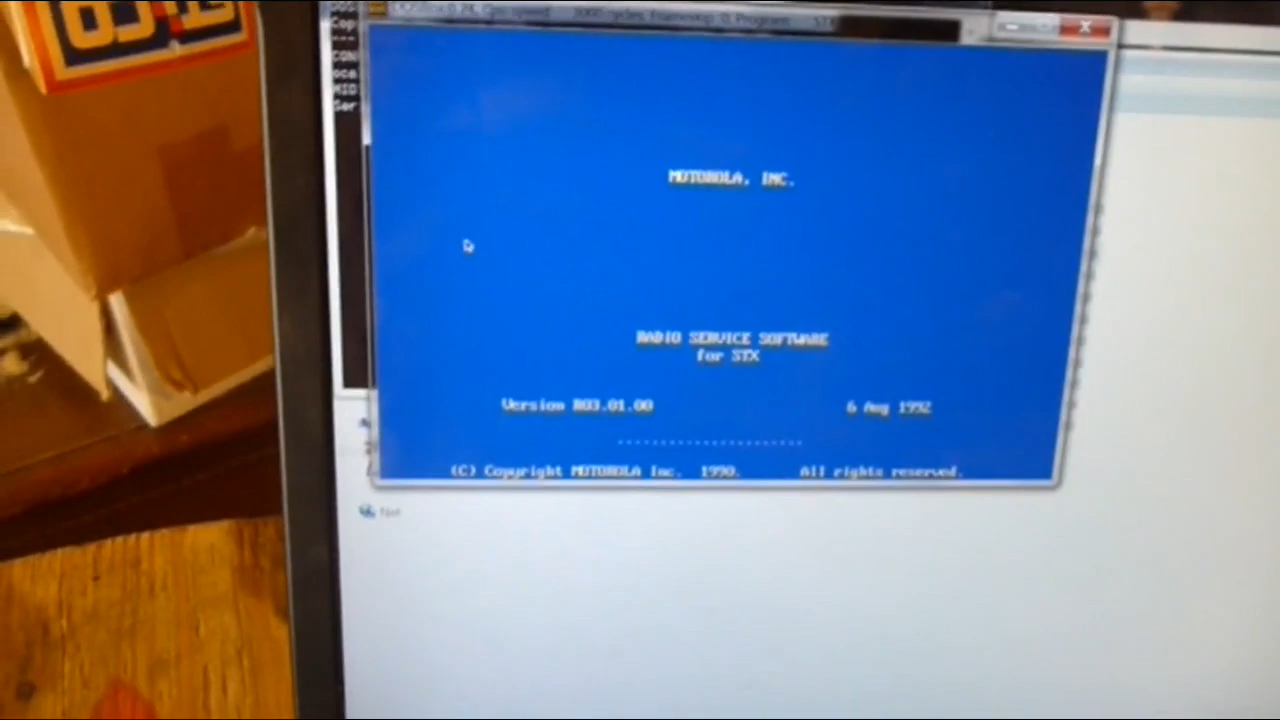 MOTOROLA, INC.
RADIO SERVICE SOFTWARE
for STX
Version R03.01.00
6 Aug 1992
(C) Copyright MOTOROLA Inc. 1990.
All rights reserved.